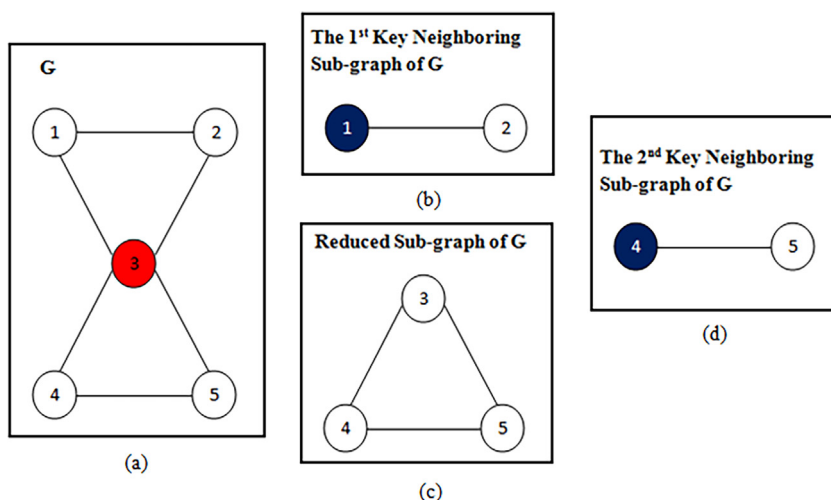 G
1
2
3
4
5
(a)
The 1st Key Neighboring
Sub-graph of G
1
2
(b)
Reduced Sub-graph of G
3
4
5
(c)
The 2nd Key Neighboring
Sub-graph of G
4
5
(d)